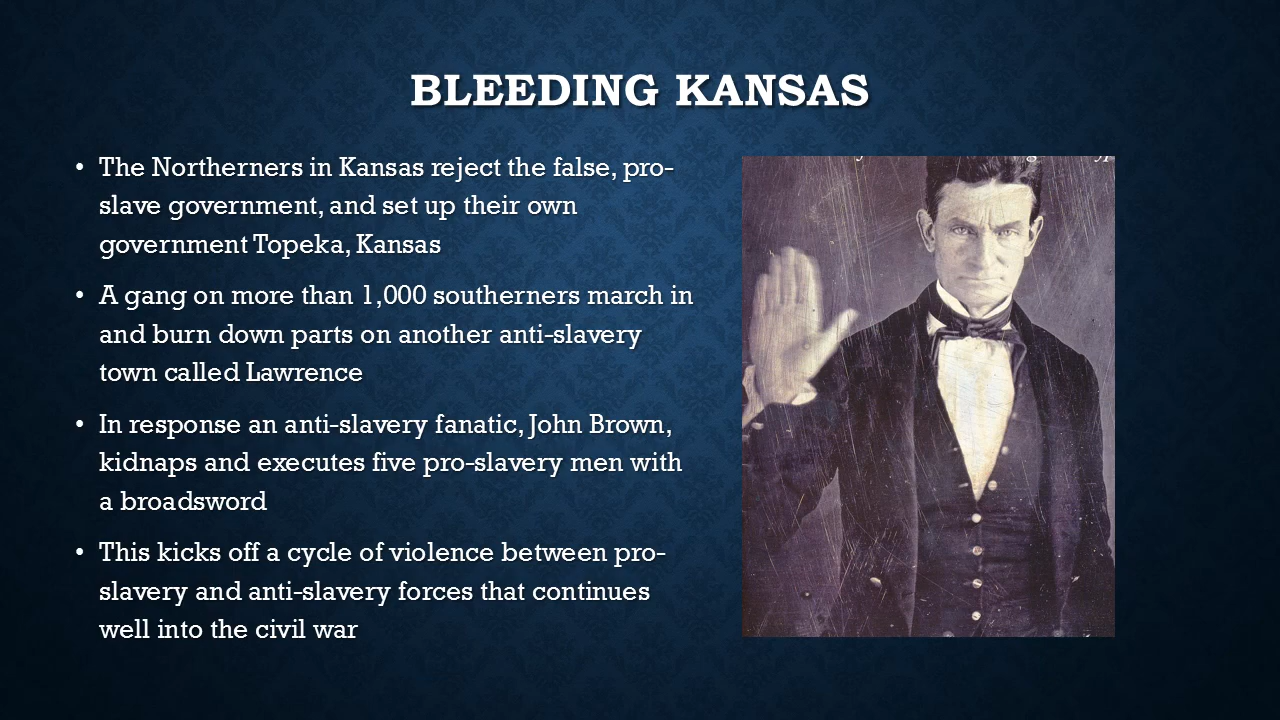 BLEEDING KANSAS
• The Northerners in Kansas reject the false, pro-
slave government, and set up their own
government Topeka, Kansas
• A gang on more than 1,000 southerners march in
and burn down parts on another anti-slavery
town called Lawrence
• In response an anti-slavery fanatic, John Brown,
kidnaps and executes five pro-slavery men with
a broadsword
• This kicks off a cycle of violence between pro-
slavery and anti-slavery forces that continues
well into the civil war